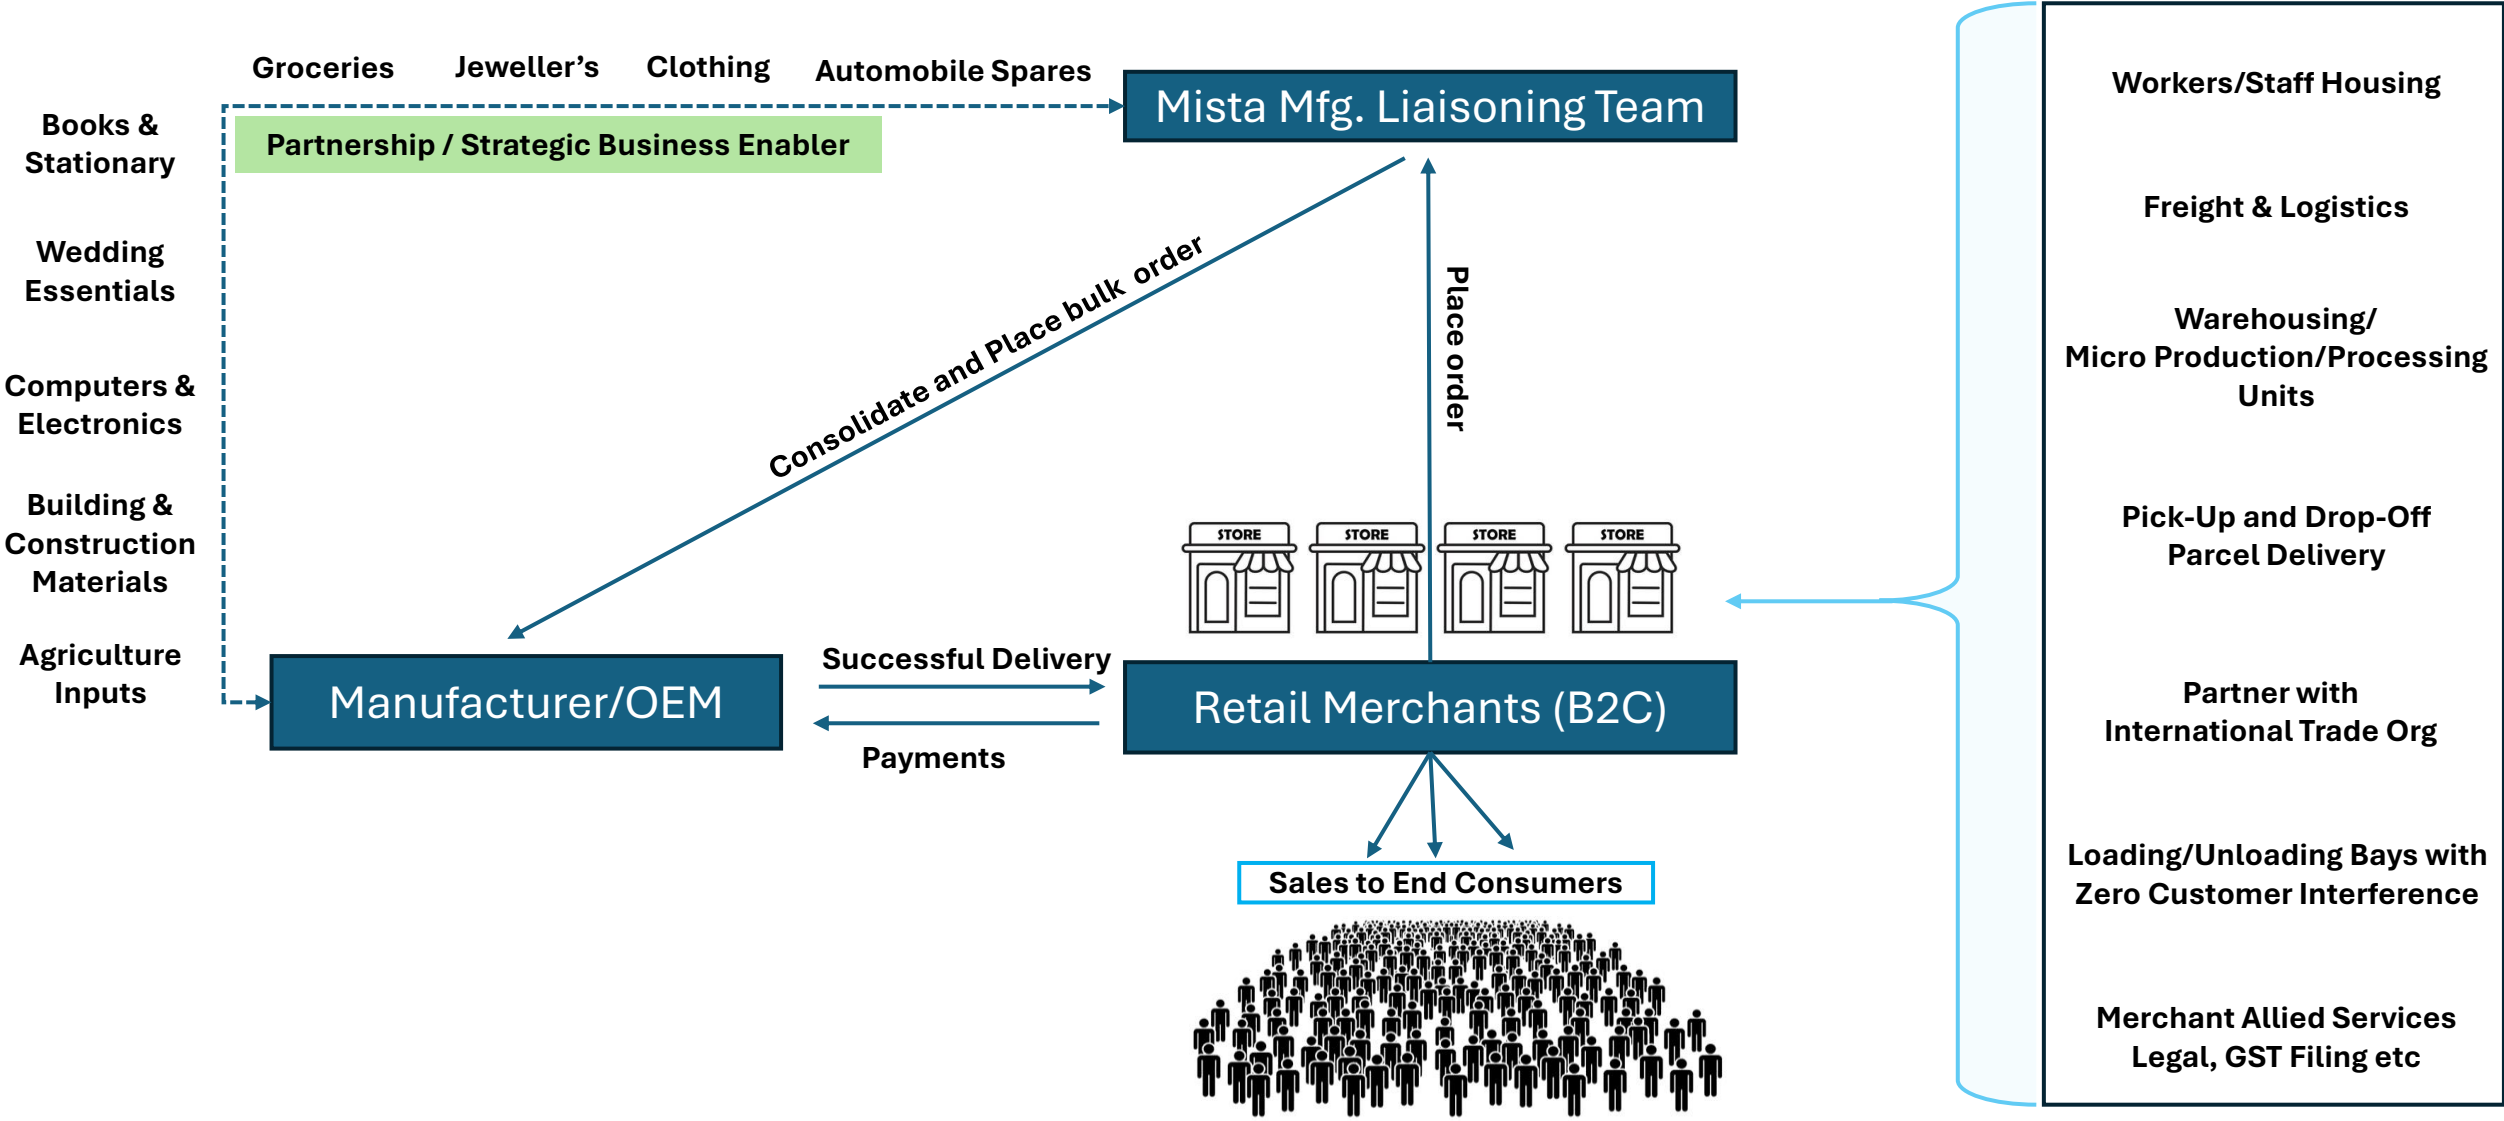 Groceries
Jeweller’s
Clothing
Automobile Spares
Mista Mfg. Liaisoning Team
Partnership / Strategic Business Enabler
Books &
Stationary
Wedding
Essentials
Computers &
Electronics
Building &
Construction
Materials
Agriculture
Inputs
Consolidate and Place bulk order
Place order
STORE
STORE
STORE
STORE
Manufacturer/OEM
Successful Delivery
Payments
Retail Merchants (B2C)
Sales to End Consumers
Workers/Staff Housing
Freight & Logistics
Warehousing/
Micro Production/Processing
Units
Pick-Up and Drop-Off
Parcel Delivery
Partner with
International Trade Org
Loading/Unloading Bays with
Zero Customer Interference
Merchant Allied Services
Legal, GST Filing etc